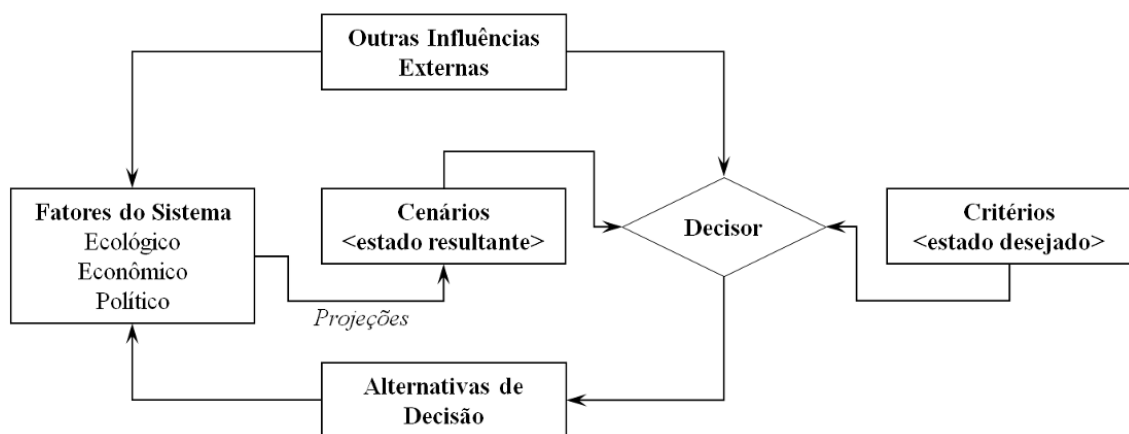 Outras Influências
Externas
Fatores do Sistema
Ecológico
Econômico
Político
Cenários
<estado resultante>
Decisor
Critérios
<estado desejado>
Projeções
Alternativas de
Decisão